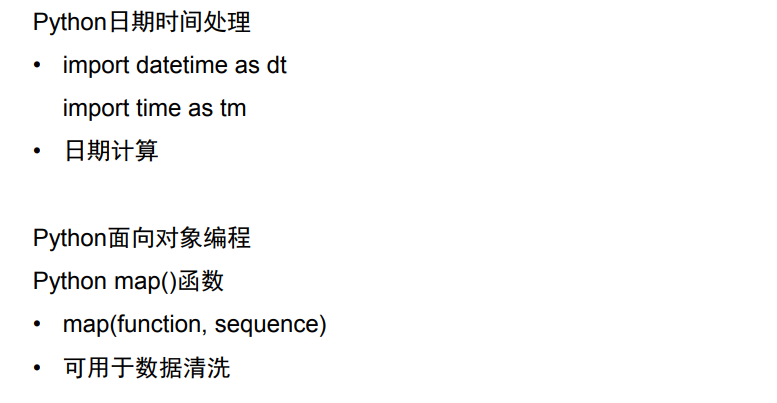 Python日期时间处理
• import datetime as dt
import time as tm
• 日期计算
Python面向对象编程
Python map()函数
• map(function, sequence)
• 可用于数据清洗